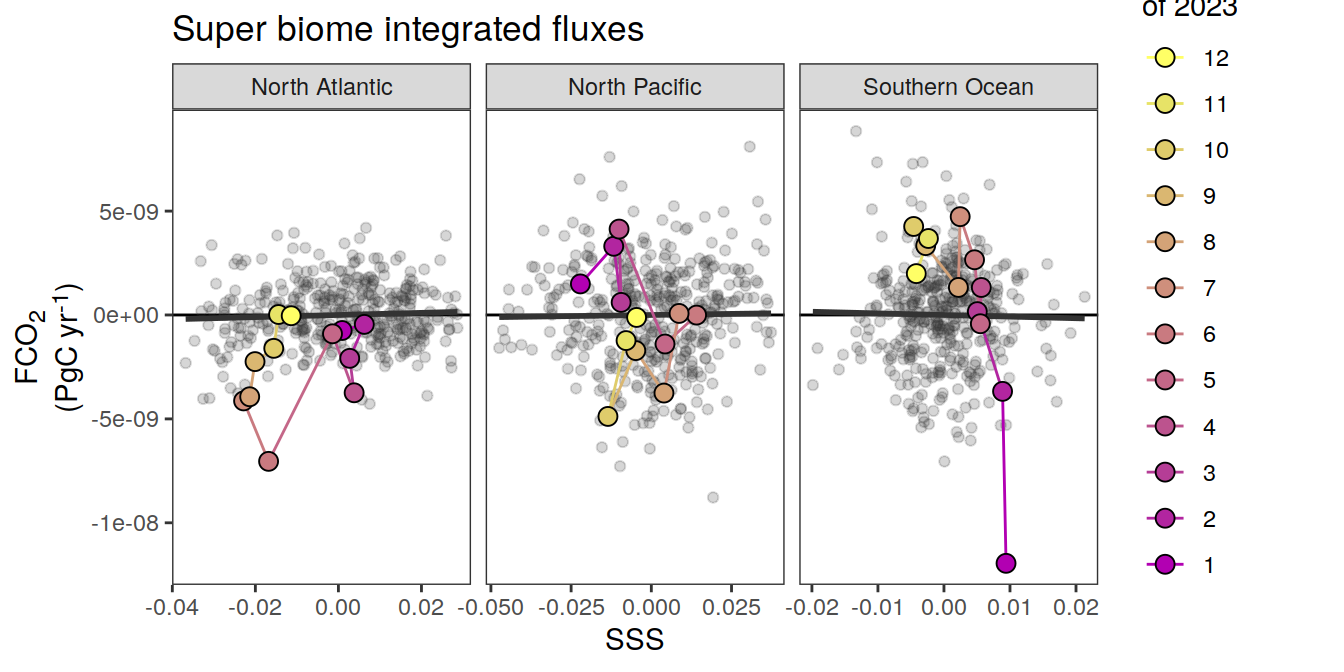 Super biome integrated fluxes
North Atlantic
North Pacific
Southern Ocean
FCO₂
(PgC yr⁻¹)
5e-09
0e+00
-5e-09
-1e-08
-0.04 -0.02 0.00 0.02
-0.050 -0.025 0.000 0.025
-0.02 -0.01 0.00 0.01 0.02
SSS
of 2023
12
11
10
9
8
7
6
5
4
3
2
1